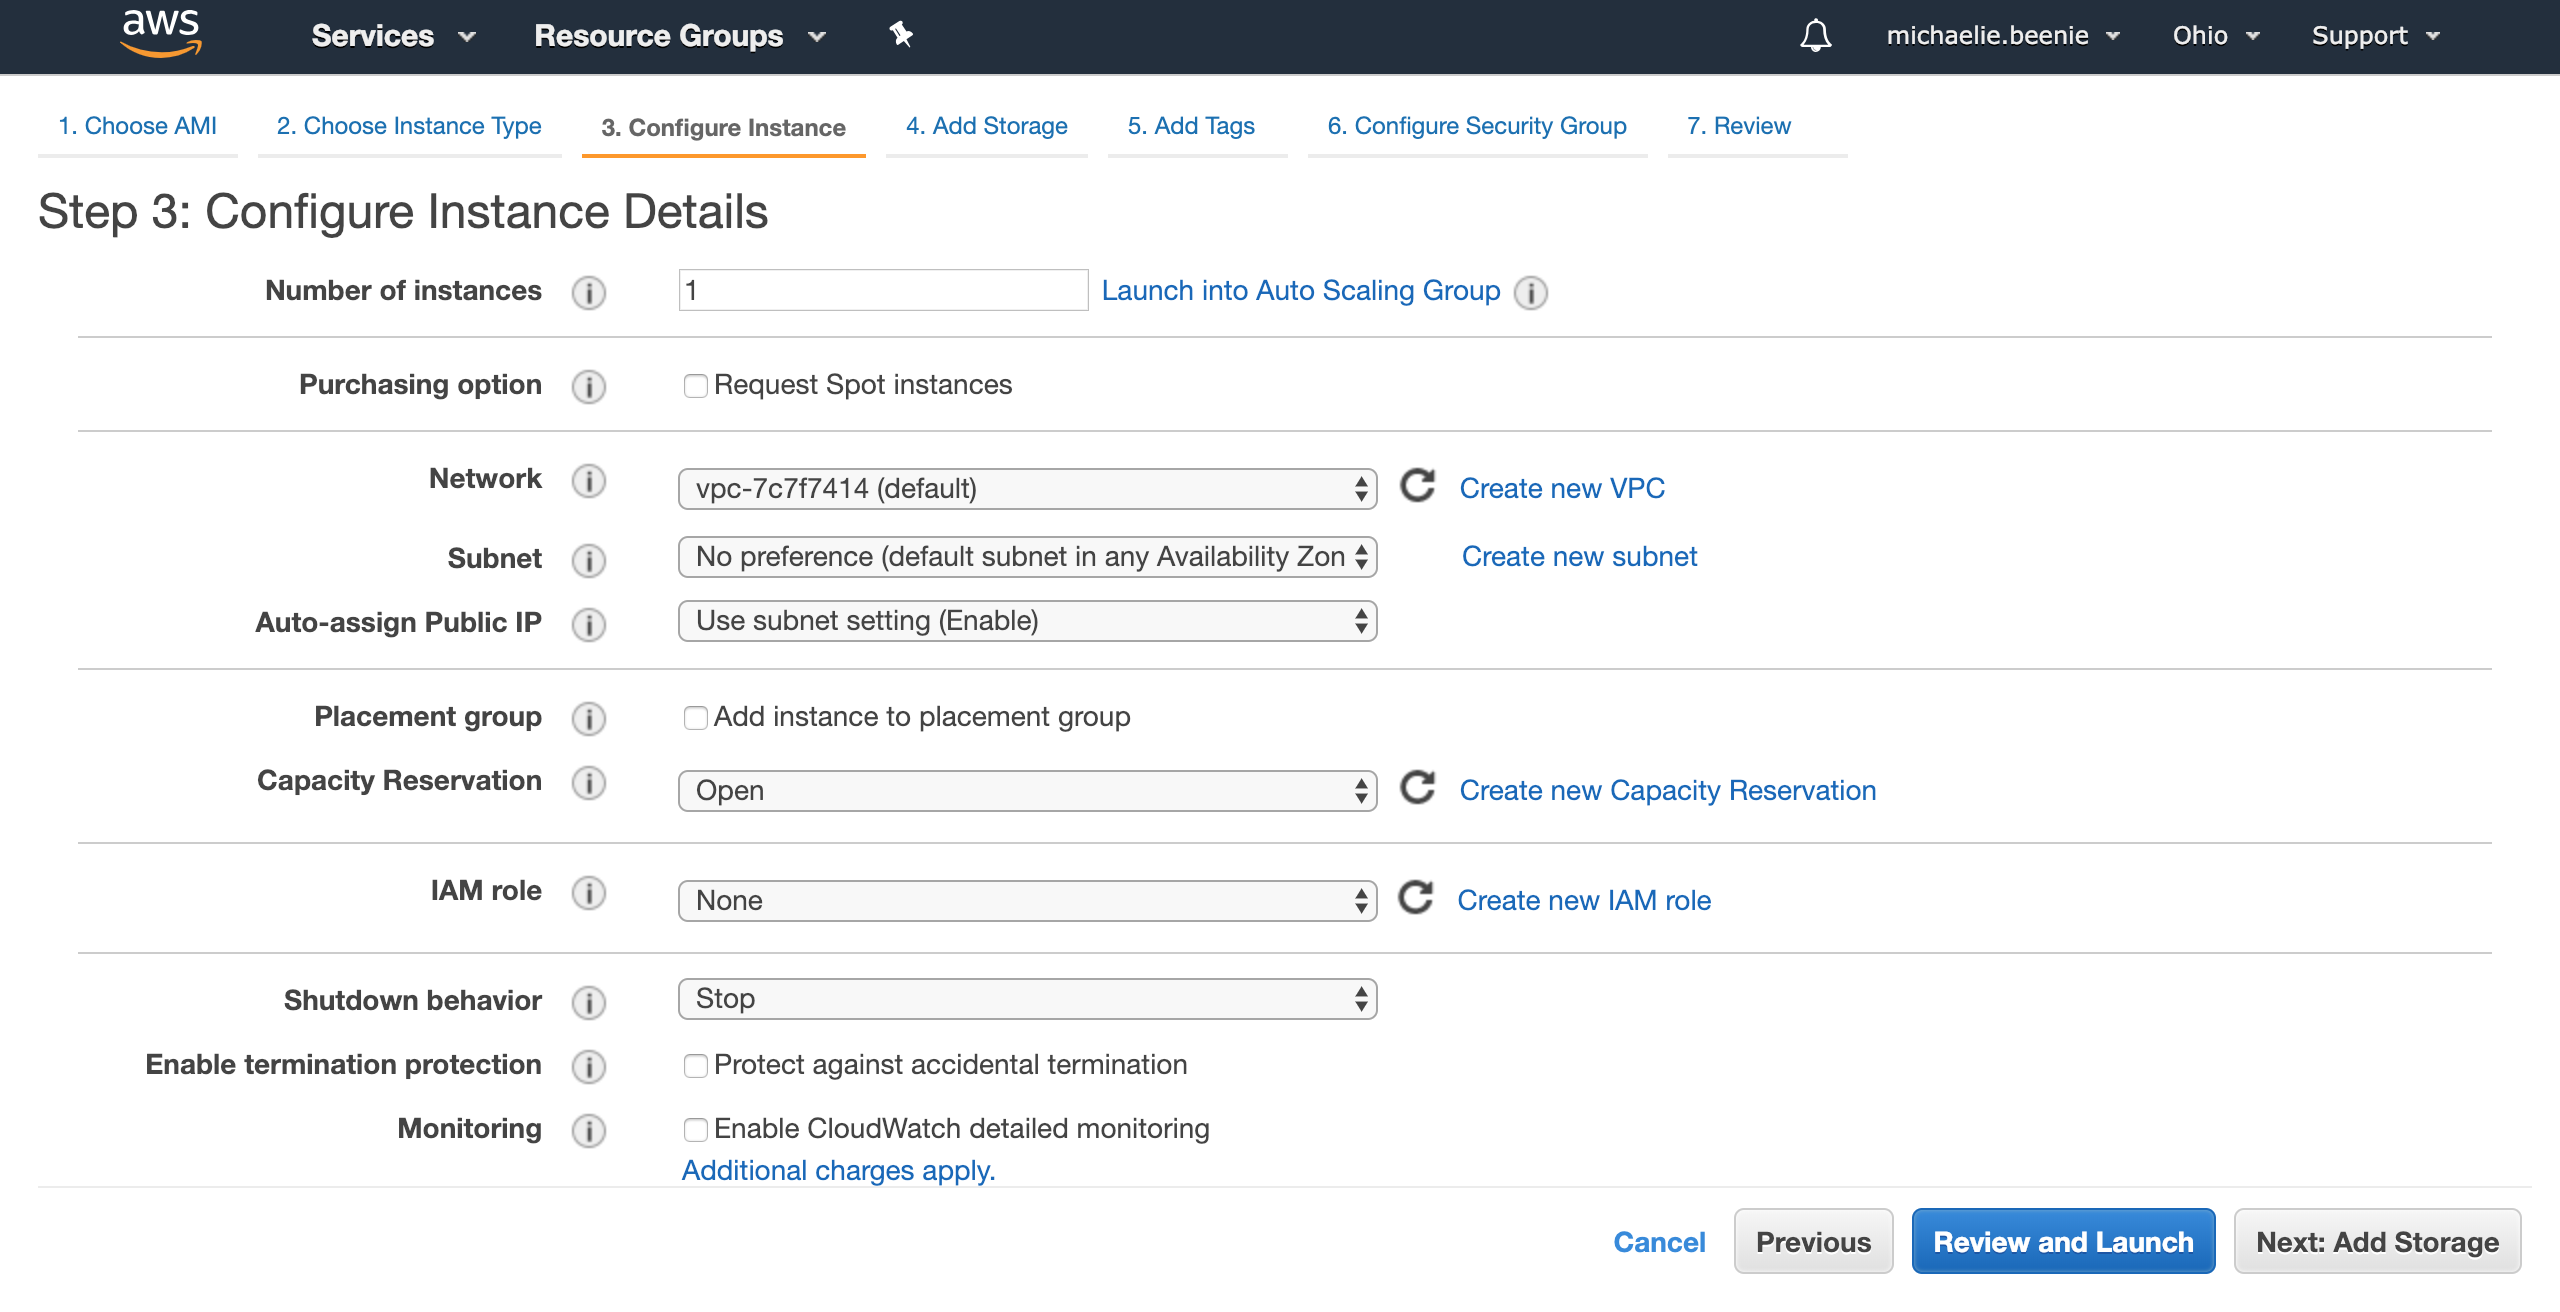 aws Services Resource Groups michaelie.beenie Ohio Support
1. Choose AMI 2. Choose Instance Type 3. Configure Instance 4. Add Storage 5. Add Tags 6. Configure Security Group 7. Review
Step 3: Configure Instance Details
Number of instances 1 Launch into Auto Scaling Group
Purchasing option Request Spot instances
Network vpc-7c7f7414 (default) Create new VPC
Subnet No preference (default subnet in any Availability Zon Create new subnet
Auto-assign Public IP Use subnet setting (Enable)
Placement group Add instance to placement group
Capacity Reservation Open Create new Capacity Reservation
IAM role None Create new IAM role
Shutdown behavior Stop
Enable termination protection Protect against accidental termination
Monitoring Enable CloudWatch detailed monitoring
Additional charges apply.
Cancel Previous Review and Launch Next: Add Storage